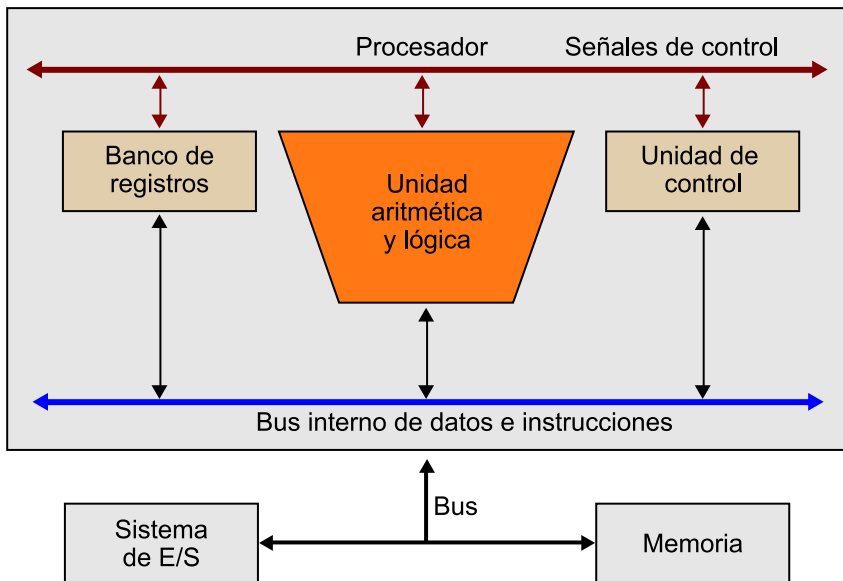 Procesador
Señales de control
Banco de
registros
Unidad
aritmética
y lógica
Unidad de
control
Bus interno de datos e instrucciones
Bus
Sistema
de E/S
Memoria